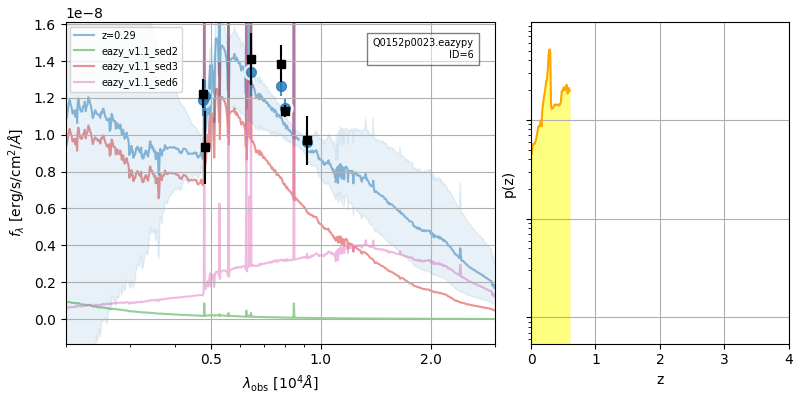 1e−8
z=0.29
eazy_v1.1_sed2
eazy_v1.1_sed3
eazy_v1.1_sed6
Q0152p0023.eazypy
ID=6
1.6
1.4
1.2
1.0
0.8
0.6
0.4
0.2
0.0
fλ [erg/s/cm²/Å]
0.5
1.0
2.0
λobs [10⁴Å]
p(z)
0
1
2
3
4
z